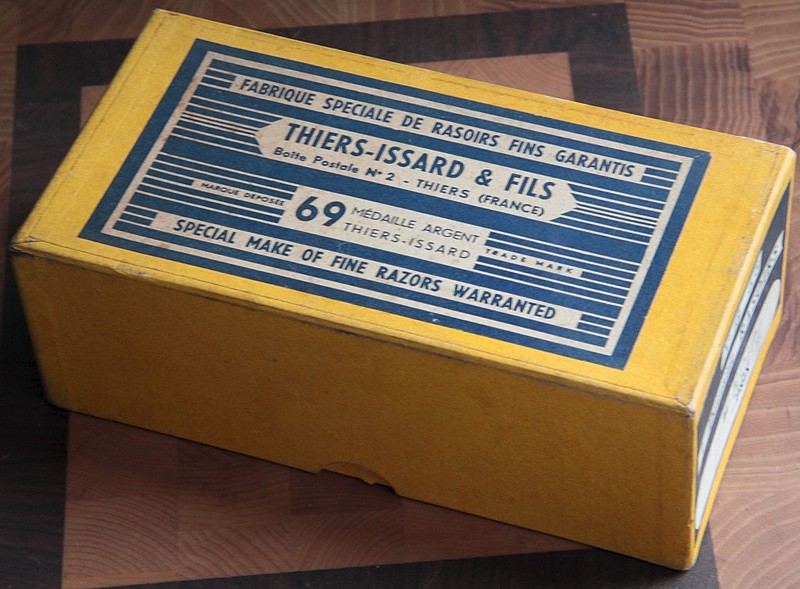 FABRIQUE SPECIALE DE RASOIRS FINS GARANTIS
THIERS-ISSARD & FILS
Boîte Postale N° 2 - THIERS (FRANCE)
MARQUE DEPOSÉE
69
MÉDAILLE ARGENT
THIERS-ISSARD
TRADE MARK
SPECIAL MAKE OF FINE RAZORS WARRANTED